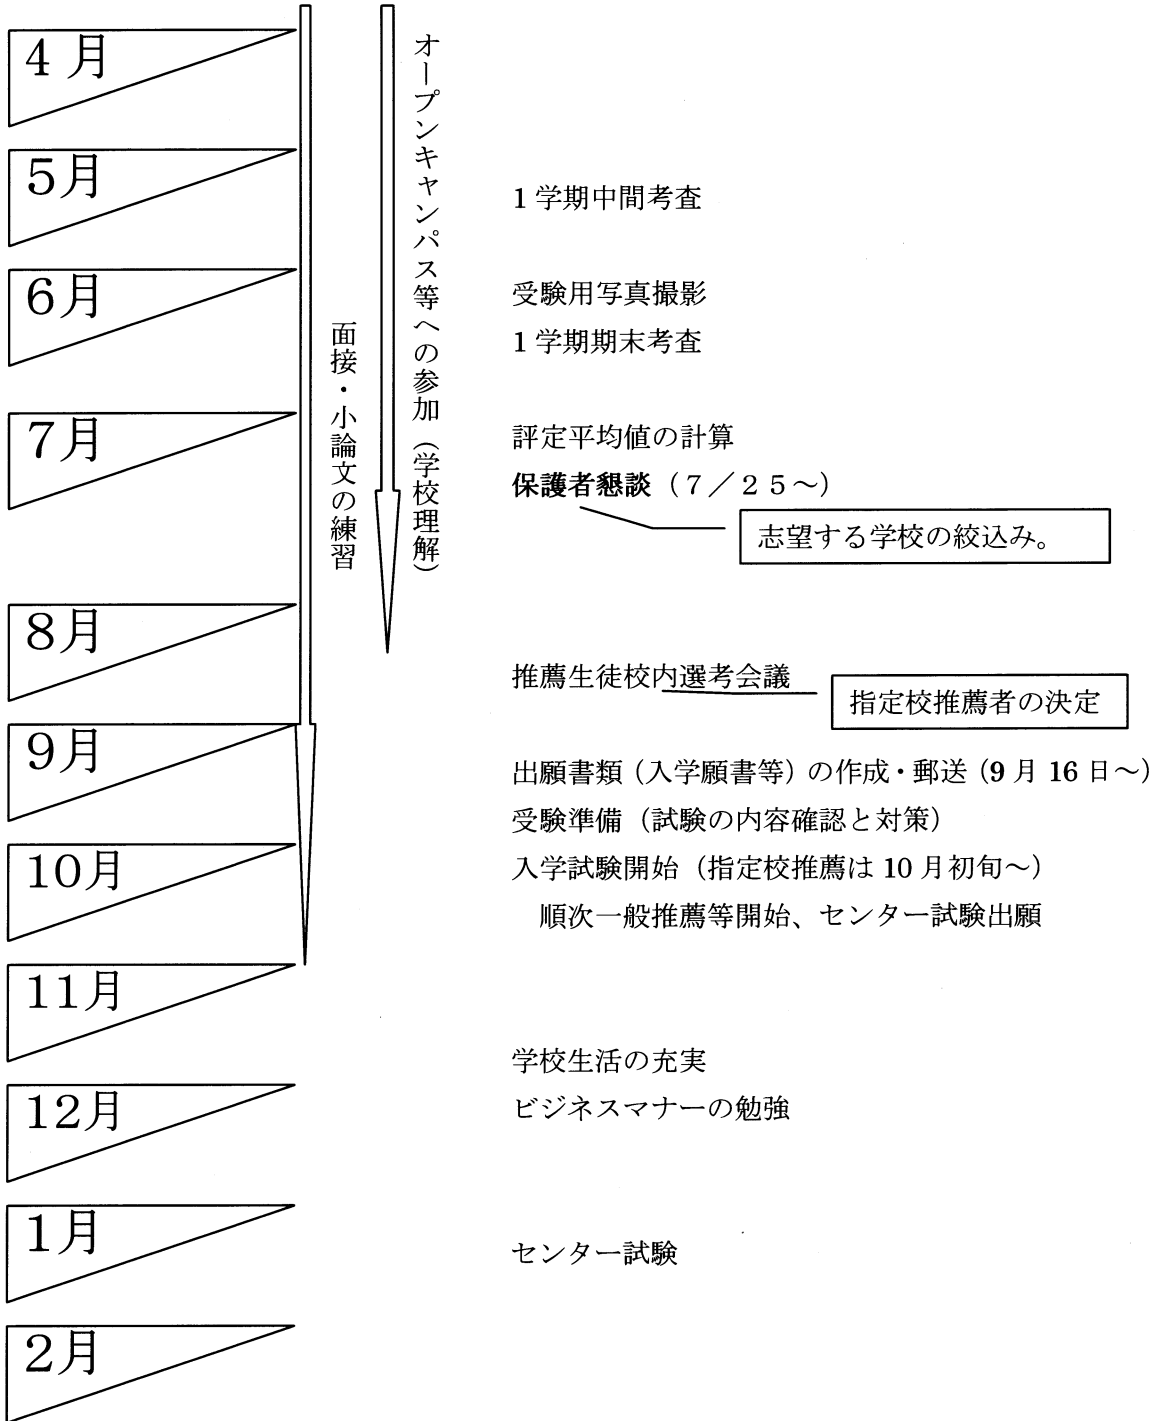 4月
5月
6月
7月
8月
9月
10月
11月
12月
1月
2月
面接・小論文の練習
オープンキャンパス等への参加(学校理解)
1学期中間考査
受験用写真撮影
1学期期末考査
評定平均値の計算
保護者懇談(7/25~)
志望する学校の絞込み。
推薦生徒校内選考会議
指定校推薦者の決定
出願書類(入学願書等)の作成・郵送(9月16日~)
受験準備(試験の内容確認と対策)
入学試験開始(指定校推薦は10月初旬~)
順次一般推薦等開始、センター試験出願
学校生活の充実
ビジネスマナーの勉強
センター試験